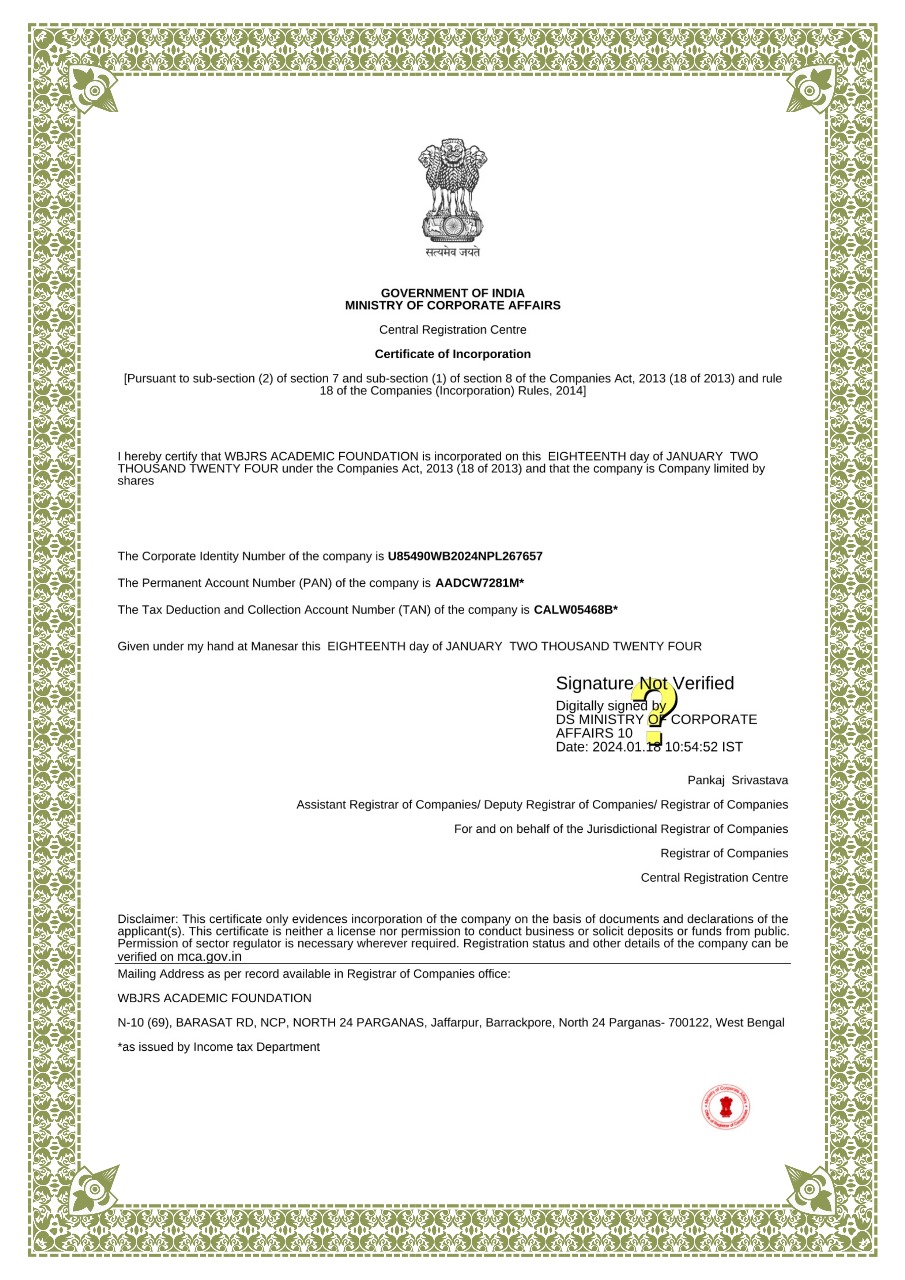 सत्यमेव जयते
GOVERNMENT OF INDIA
MINISTRY OF CORPORATE AFFAIRS
Central Registration Centre
Certificate of Incorporation
[Pursuant to sub-section (2) of section 7 and sub-section (1) of section 8 of the Companies Act, 2013 (18 of 2013) and rule
18 of the Companies (Incorporation) Rules, 2014]
I hereby certify that WBJRS ACADEMIC FOUNDATION is incorporated on this  EIGHTEENTH day of JANUARY  TWO
THOUSAND TWENTY FOUR under the Companies Act, 2013 (18 of 2013) and that the company is Company limited by
shares
The Corporate Identity Number of the company is U85490WB2024NPL267657
The Permanent Account Number (PAN) of the company is AADCW7281M*
The Tax Deduction and Collection Account Number (TAN) of the company is CALW05468B*
Given under my hand at Manesar this  EIGHTEENTH day of JANUARY  TWO THOUSAND TWENTY FOUR
Signature Not Verified
Digitally signed by
DS MINISTRY OF CORPORATE
AFFAIRS 10
Date: 2024.01.18 10:54:52 IST
Pankaj  Srivastava
Assistant Registrar of Companies/ Deputy Registrar of Companies/ Registrar of Companies
For and on behalf of the Jurisdictional Registrar of Companies
Registrar of Companies
Central Registration Centre
Disclaimer: This certificate only evidences incorporation of the company on the basis of documents and declarations of the
applicant(s). This certificate is neither a license nor permission to conduct business or solicit deposits or funds from public.
Permission of sector regulator is necessary wherever required. Registration status and other details of the company can be
verified on mca.gov.in
Mailing Address as per record available in Registrar of Companies office:
WBJRS ACADEMIC FOUNDATION
N-10 (69), BARASAT RD, NCP, NORTH 24 PARGANAS, Jaffarpur, Barrackpore, North 24 Parganas- 700122, West Bengal
*as issued by Income tax Department
Ministry of Corporate Affairs
Office of Registrar of Companies